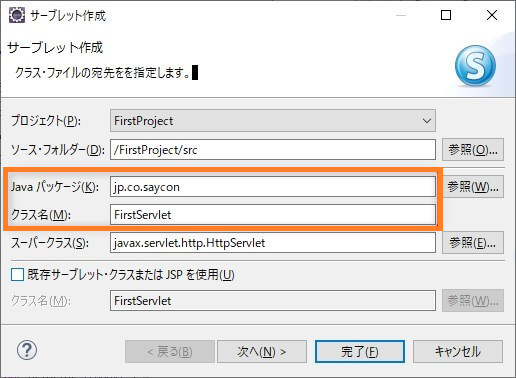 サーブレット作成
サーブレット作成
クラス・ファイルの宛先をを指定します。
S
プロジェクト(P): FirstProject
ソース・フォルダー(D): /FirstProject/src 参照(O)...
Java パッケージ(K): jp.co.saycon 参照(W)...
クラス名(M): FirstServlet
スーパークラス(S): javax.servlet.http.HttpServlet 参照(E)...
既存サーブレット・クラスまたは JSP を使用(U)
クラス名(M): FirstServlet 参照(W)...
? < 戻る(B) 次へ(N) > 完了(F) キャンセル